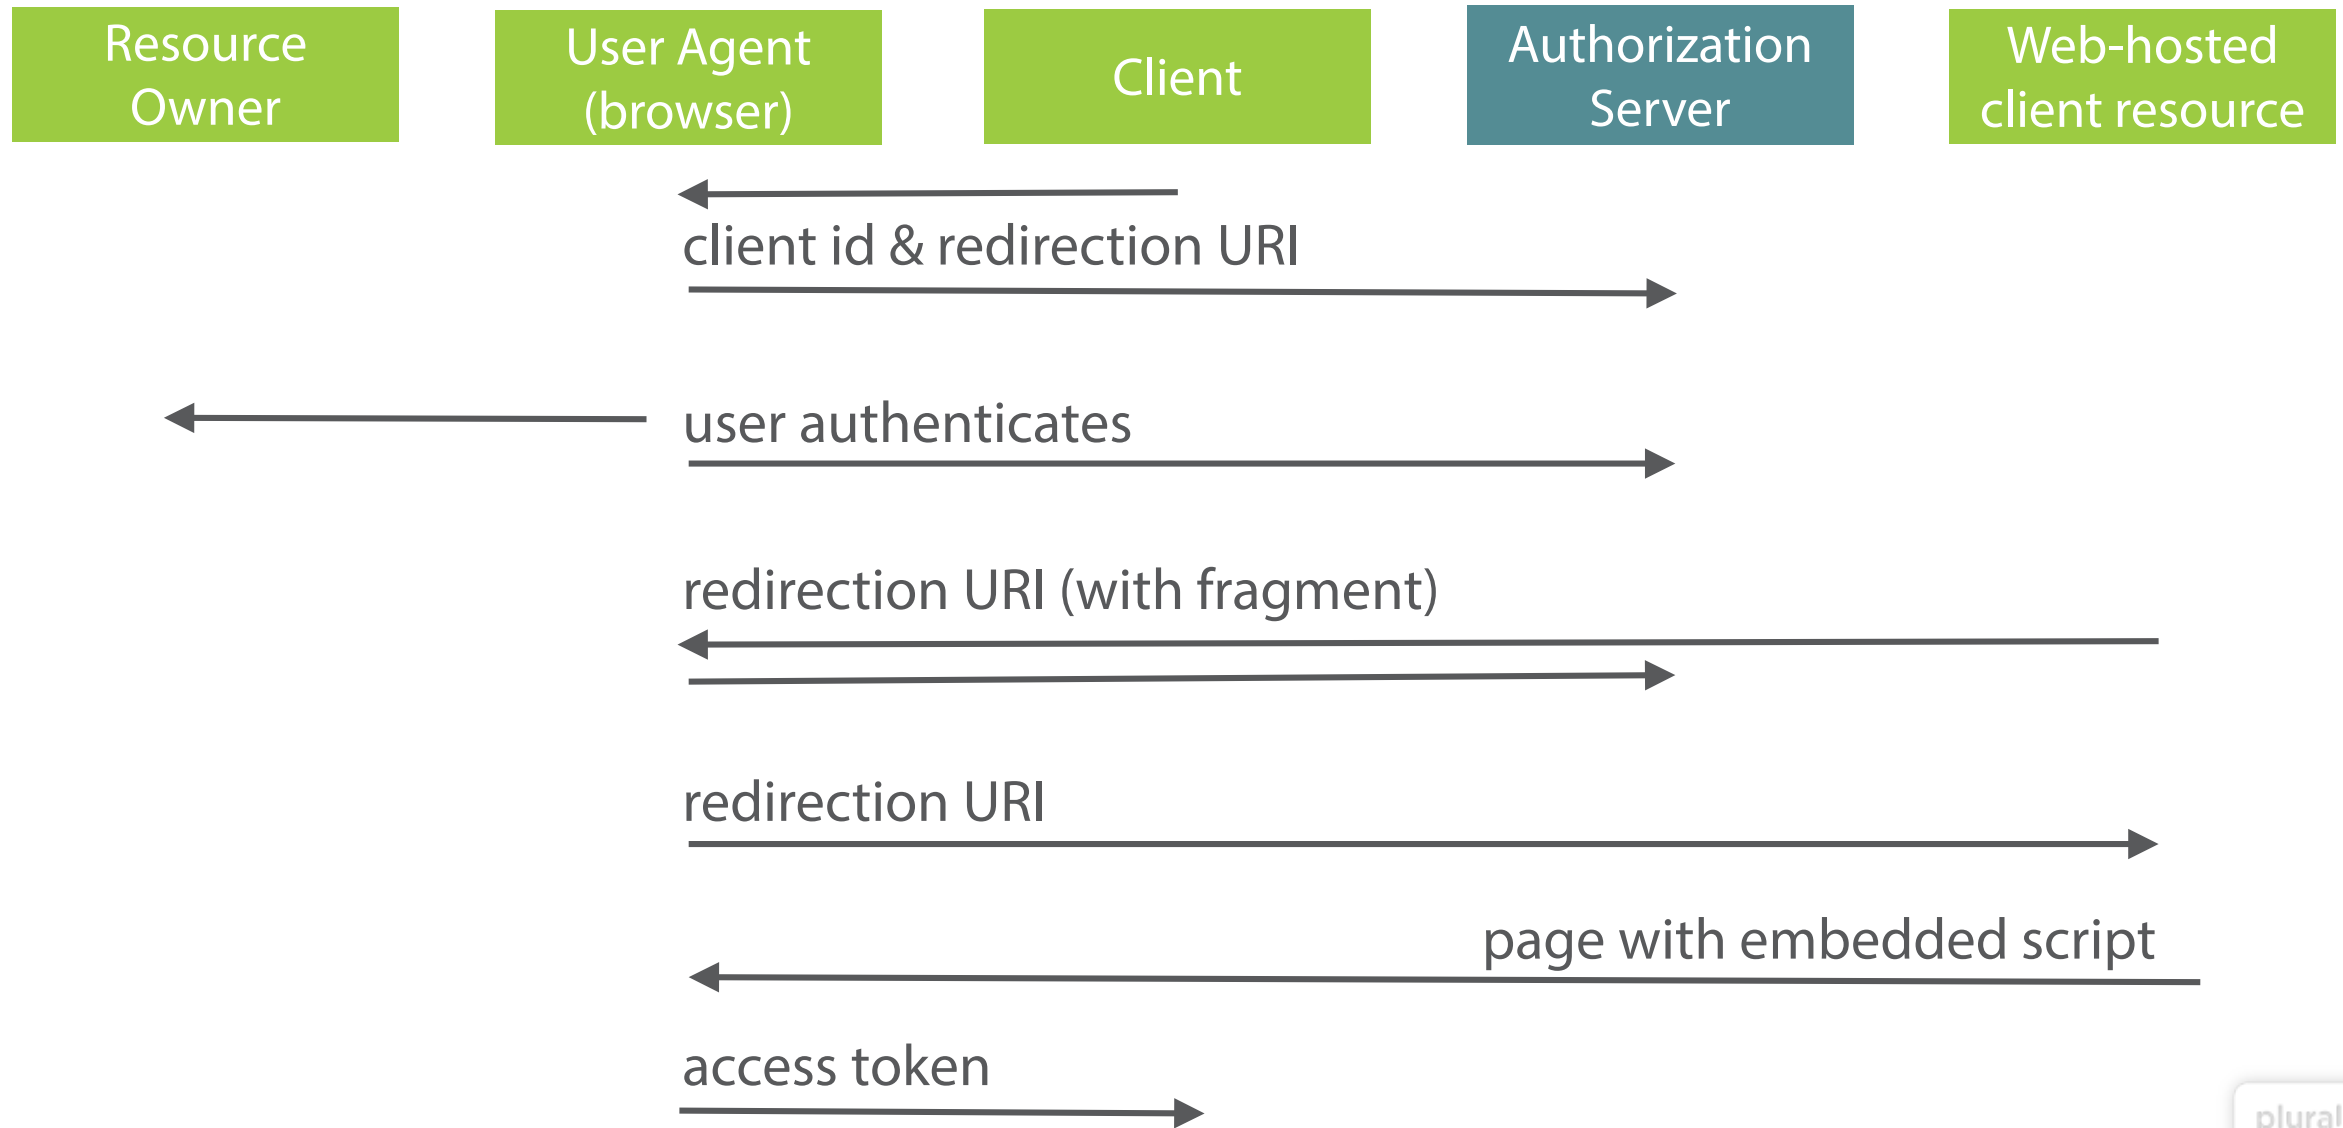 Resource
Owner
User Agent
(browser)
Client
Authorization
Server
Web-hosted
client resource
client id & redirection URI
user authenticates
redirection URI (with fragment)
redirection URI
page with embedded script
access token